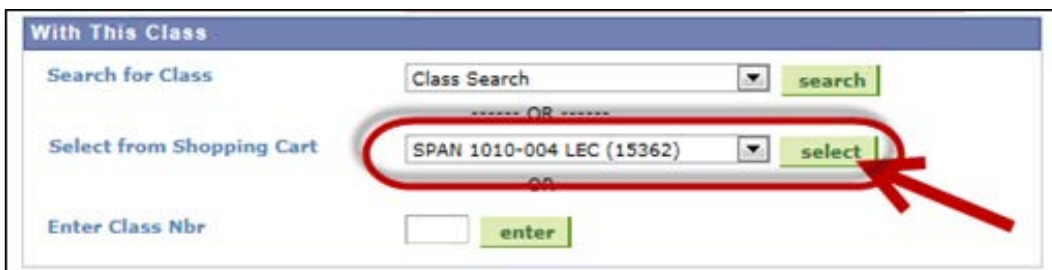 With This Class
Search for Class Class Search search
------ OR ------
Select from Shopping Cart SPAN 1010-004 LEC (15362) select
OR
Enter Class Nbr enter